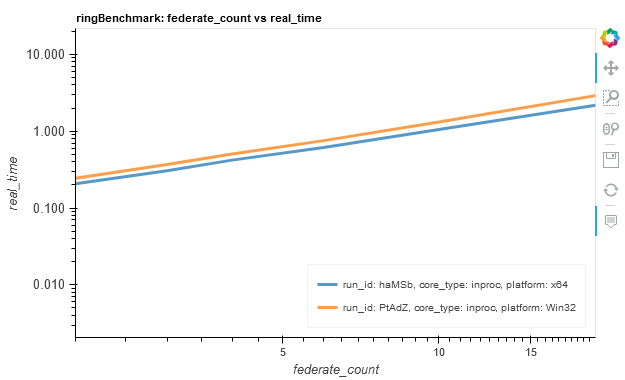 ringBenchmark: federate_count vs real_time
10.000
1.000
0.100
0.010
real_time
run_id: haMSb, core_type: inproc, platform: x64
run_id: PtAdZ, core_type: inproc, platform: Win32
5
10
15
federate_count